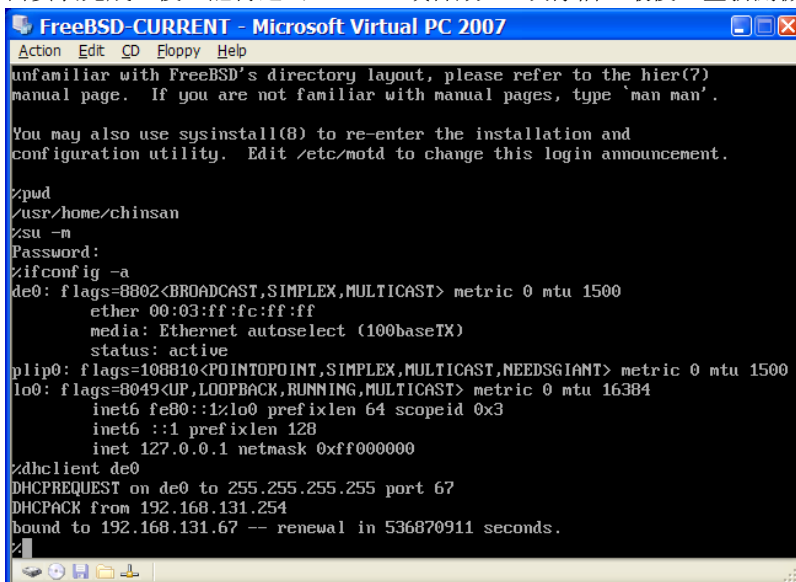 FreeBSD-CURRENT - Microsoft Virtual PC 2007
Action Edit CD Floppy Help
unfamiliar with FreeBSD's directory layout, please refer to the hier(7)
manual page.  If you are not familiar with manual pages, type `man man'.
You may also use sysinstall(8) to re-enter the installation and
configuration utility.  Edit /etc/motd to change this login announcement.
%pwd
/usr/home/chinsan
%su -m
Password:
%ifconfig -a
de0: flags=8802<BROADCAST,SIMPLEX,MULTICAST> metric 0 mtu 1500
ether 00:03:ff:fc:ff:ff
media: Ethernet autoselect (100baseTX)
status: active
plip0: flags=108810<POINTOPOINT,SIMPLEX,MULTICAST,NEEDSGIANT> metric 0 mtu 1500
lo0: flags=8049<UP,LOOPBACK,RUNNING,MULTICAST> metric 0 mtu 16384
inet6 fe80::1%lo0 prefixlen 64 scopeid 0x3
inet6 ::1 prefixlen 128
inet 127.0.0.1 netmask 0xff000000
%dhclient de0
DHCPREQUEST on de0 to 255.255.255.255 port 67
DHCPACK from 192.168.131.254
bound to 192.168.131.67 -- renewal in 536870911 seconds.
%